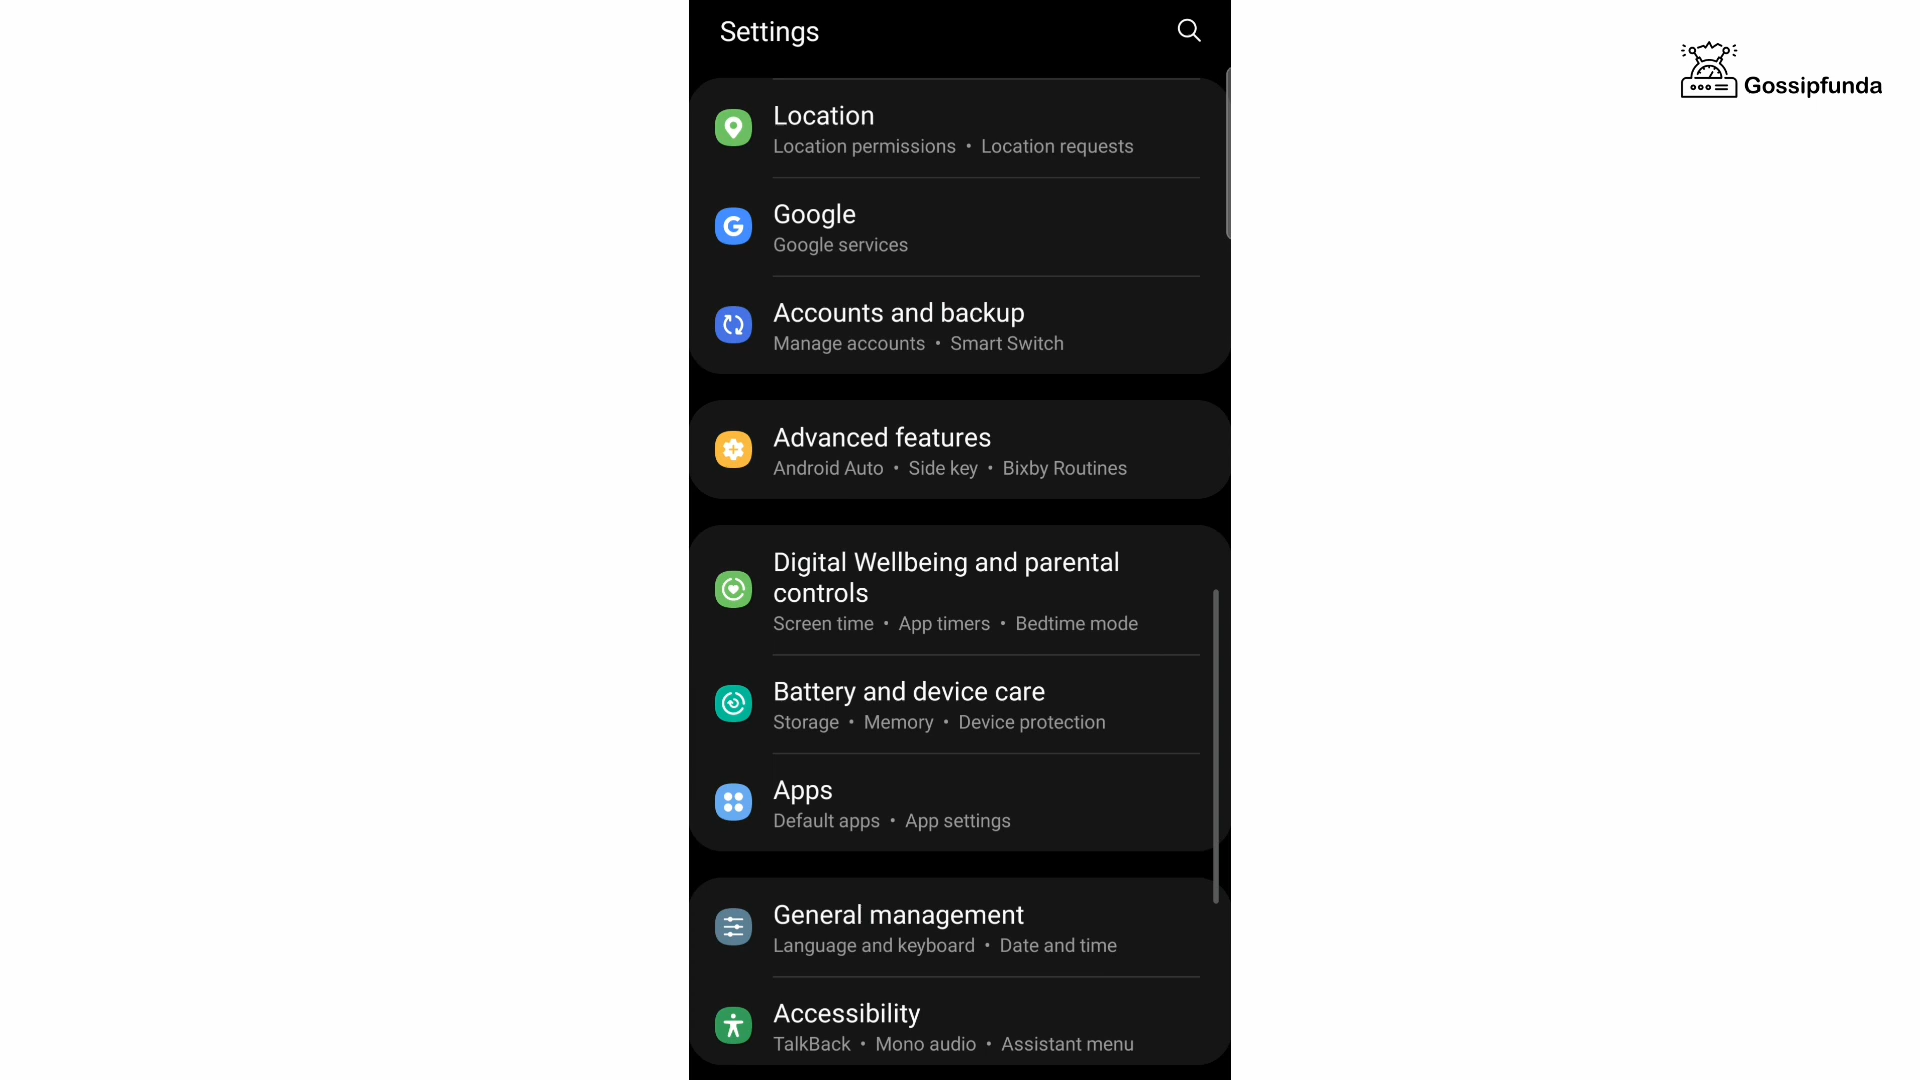 Settings
Gossipfunda
Location
Location permissions • Location requests
Google
Google services
Accounts and backup
Manage accounts • Smart Switch
Advanced features
Android Auto • Side key • Bixby Routines
Digital Wellbeing and parental
controls
Screen time • App timers • Bedtime mode
Battery and device care
Storage • Memory • Device protection
Apps
Default apps • App settings
General management
Language and keyboard • Date and time
Accessibility
TalkBack • Mono audio • Assistant menu